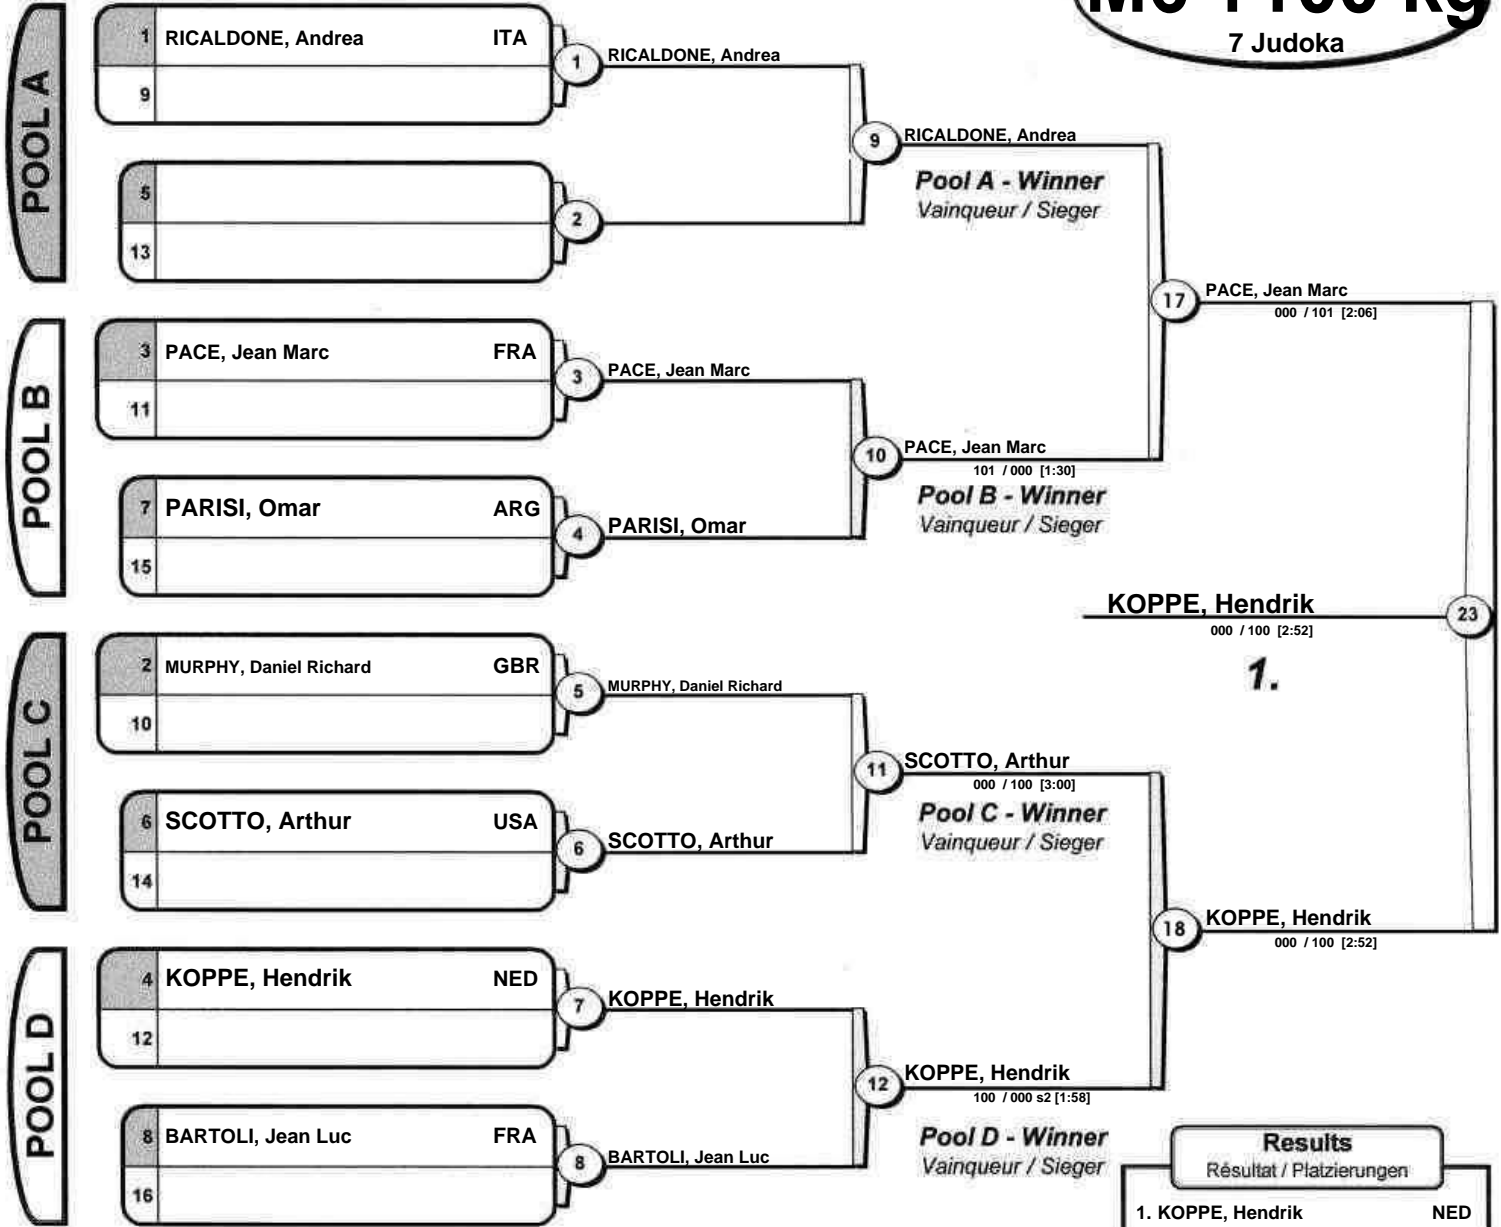 7 Judoka
POOL A
1 RICALDONE, Andrea ITA
9
5
13
1 RICALDONE, Andrea
2
9 RICALDONE, Andrea
Pool A - Winner
Vainqueur / Sieger
POOL B
3 PACE, Jean Marc FRA
11
7 PARISI, Omar ARG
15
3 PACE, Jean Marc
4 PARISI, Omar
10 PACE, Jean Marc
101 / 000 [1:30]
Pool B - Winner
Vainqueur / Sieger
17 PACE, Jean Marc
000 / 101 [2:06]
POOL C
2 MURPHY, Daniel Richard GBR
10
6 SCOTTO, Arthur USA
14
5 MURPHY, Daniel Richard
6 SCOTTO, Arthur
11 SCOTTO, Arthur
000 / 100 [3:00]
Pool C - Winner
Vainqueur / Sieger
POOL D
4 KOPPE, Hendrik NED
12
8 BARTOLI, Jean Luc FRA
16
7 KOPPE, Hendrik
8 BARTOLI, Jean Luc
12 KOPPE, Hendrik
100 / 000 s2 [1:58]
Pool D - Winner
Vainqueur / Sieger
18 KOPPE, Hendrik
000 / 100 [2:52]
KOPPE, Hendrik 23
000 / 100 [2:52]
1.
Results
Résultat / Platzierungen
1. KOPPE, Hendrik NED